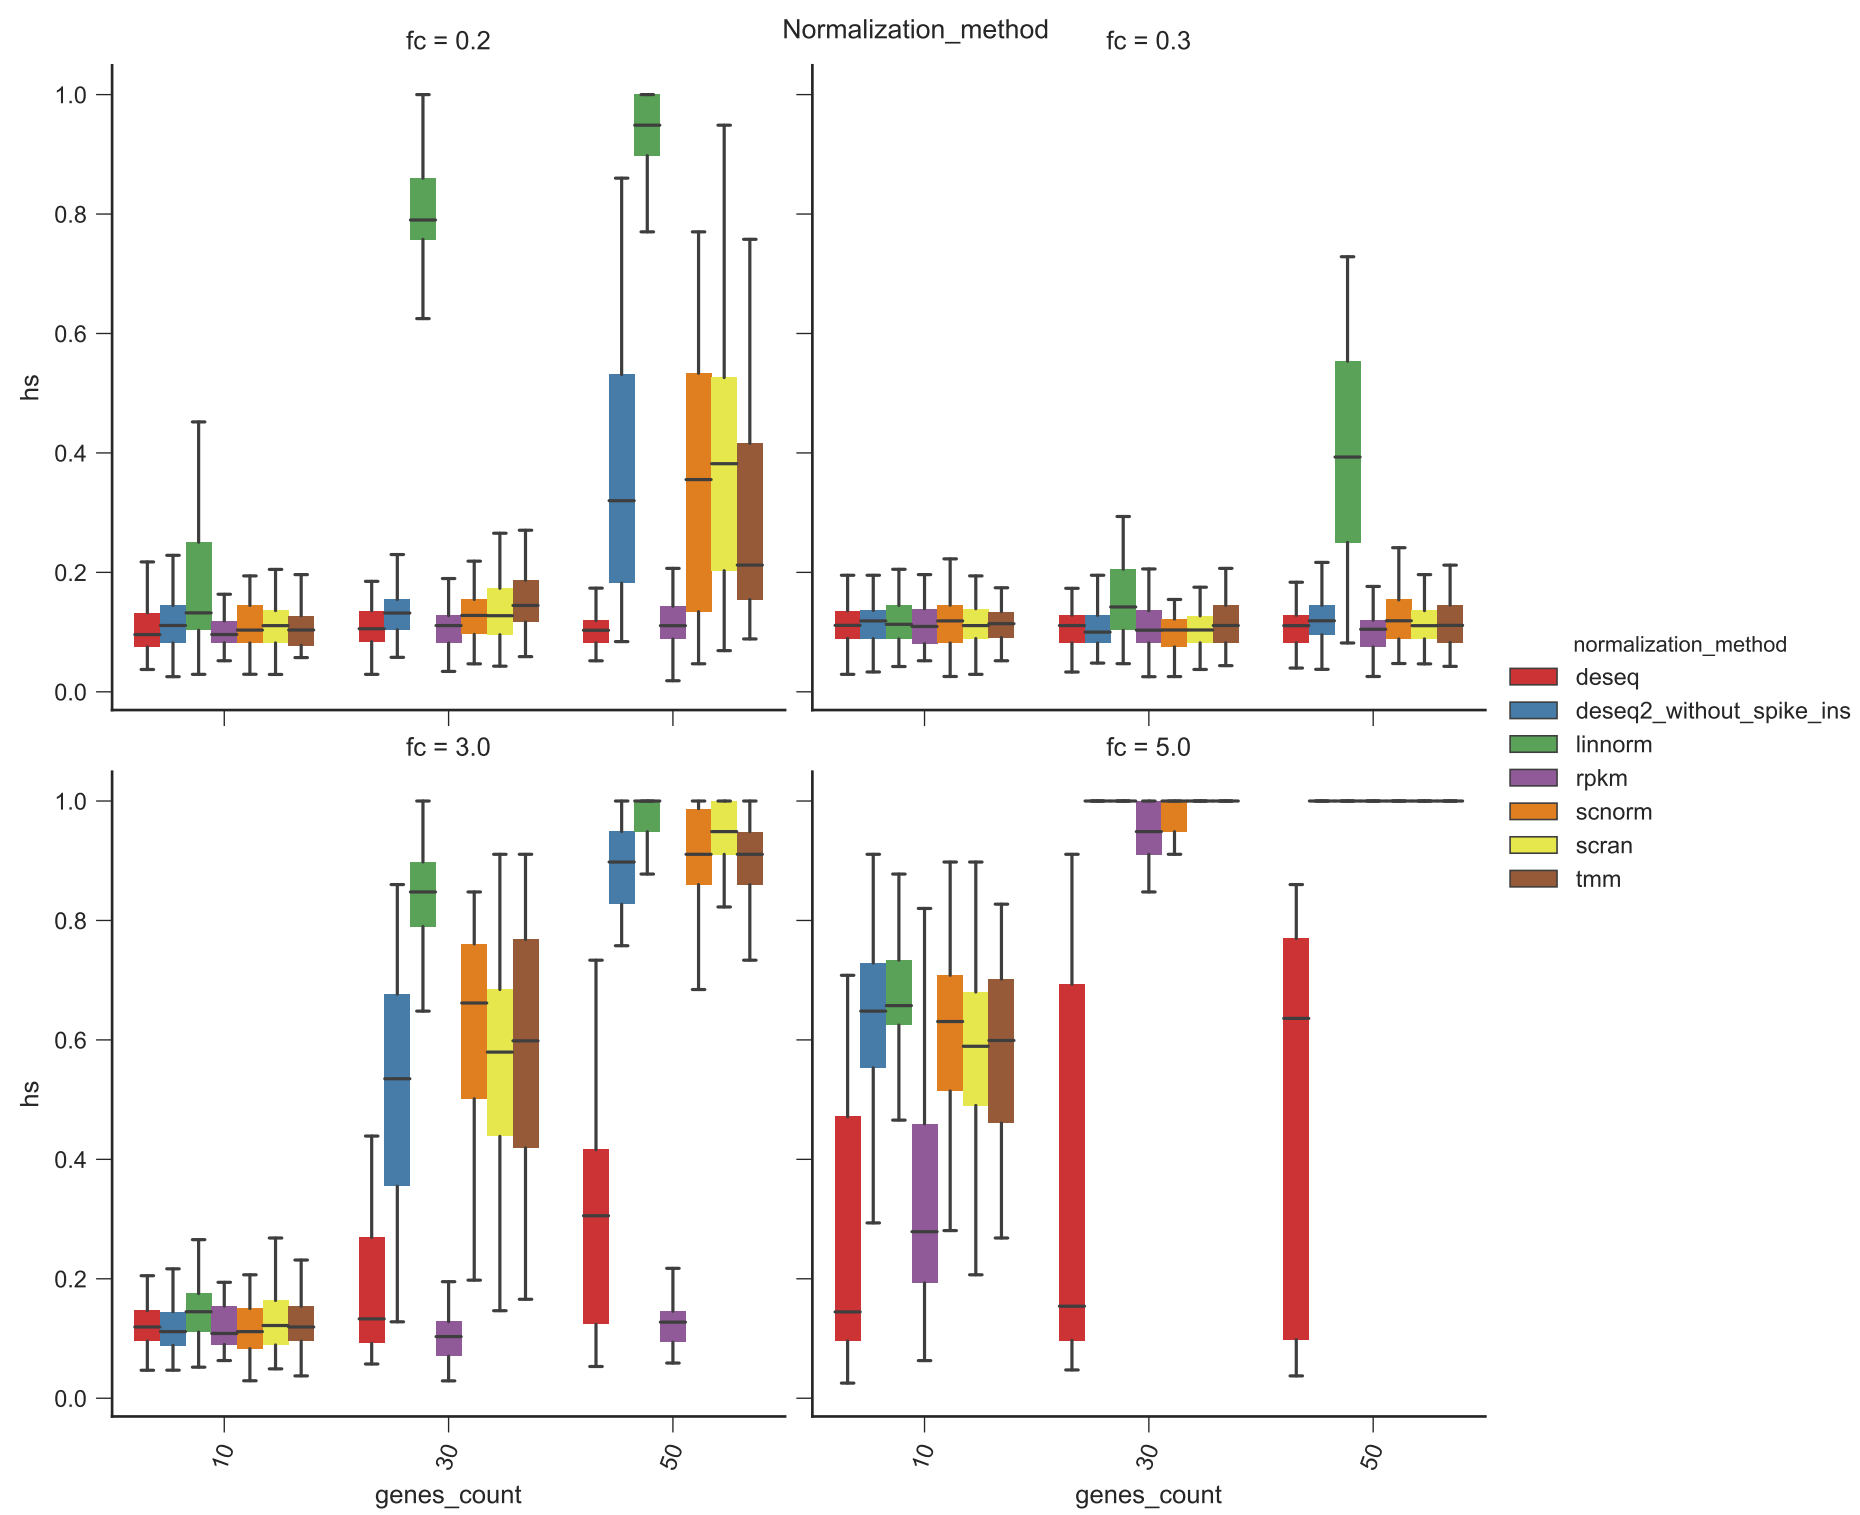 Normalization_method
fc = 0.2
fc = 0.3
1.0
0.8
0.6
0.4
0.2
0.0
hs
fc = 3.0
fc = 5.0
1.0
0.8
0.6
0.4
0.2
0.0
hs
10
30
50
10
30
50
genes_count
genes_count
normalization_method
deseq
deseq2_without_spike_ins
linnorm
rpkm
scnorm
scran
tmm